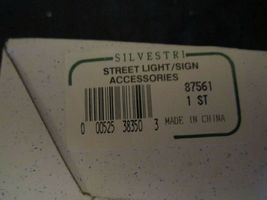 SILVESTRI
STREET LIGHT/SIGN
ACCESSORIES
87561
1 ST
0 00525 38350 3
MADE IN CHINA